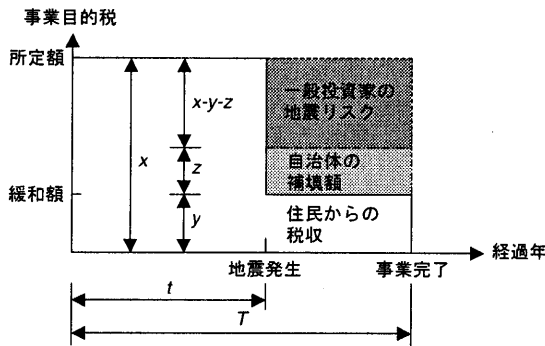 事業目的税
所定額
x-y-z
一般投資家の
地震リスク
x
z
自治体の
補填額
緩和額
y
住民からの
税収
経過年
地震発生
事業完了
t
T